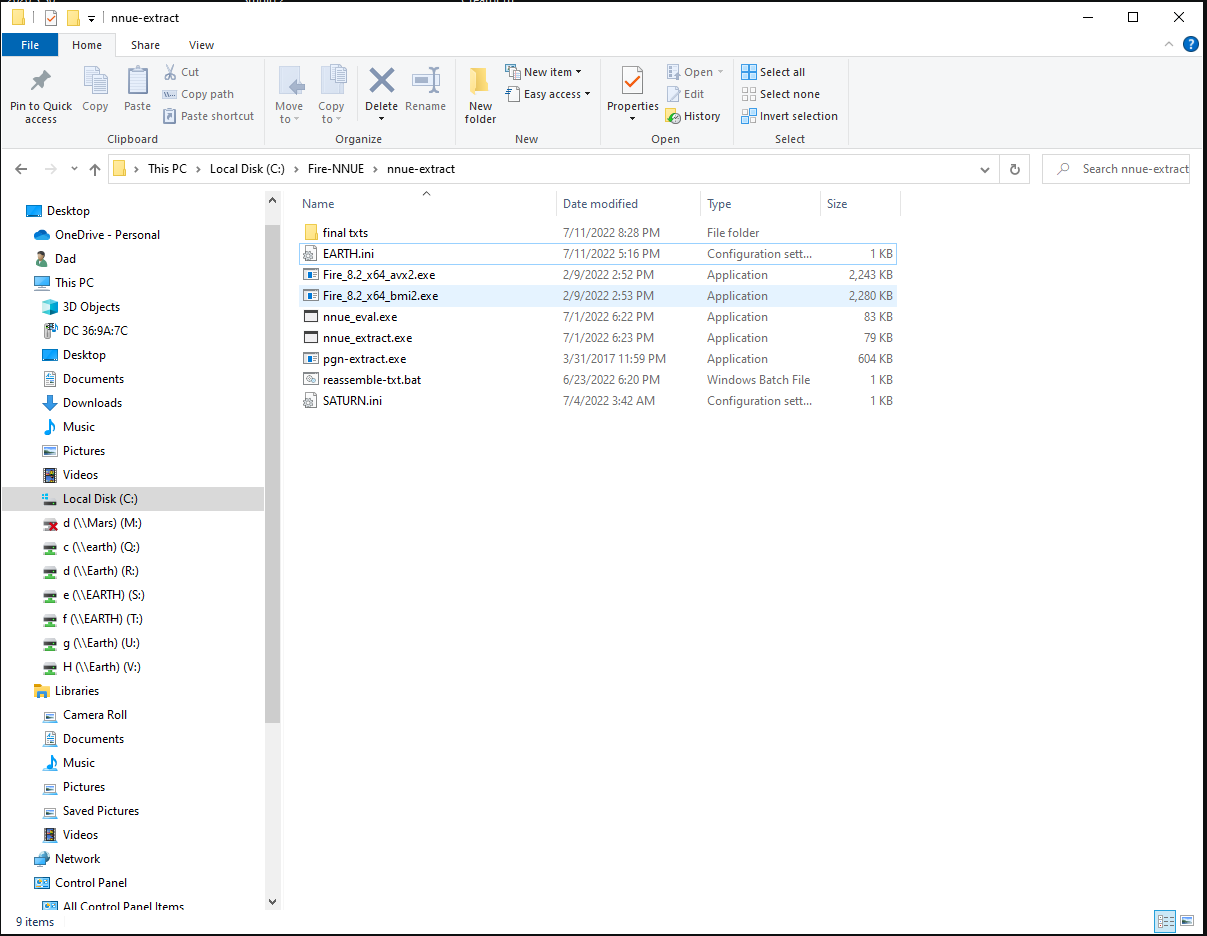 nnue-extract
File Home Share View
Pin to Quick access
Copy
Paste
Cut
Copy path
Paste shortcut
Clipboard
Move to
Copy to
Delete
Rename
Organize
New folder
New item
Easy access
New
Properties
Open
Edit
History
Open
Select all
Select none
Invert selection
Select
This PC > Local Disk (C:) > Fire-NNUE > nnue-extract
Search nnue-extract
Desktop
OneDrive - Personal
Dad
This PC
3D Objects
DC 36:9A:7C
Desktop
Documents
Downloads
Music
Pictures
Videos
Local Disk (C:)
d (\\Mars) (M:)
c (\\earth) (Q:)
d (\\Earth) (R:)
e (\\EARTH) (S:)
f (\\EARTH) (T:)
g (\\Earth) (U:)
H (\\Earth) (V:)
Libraries
Camera Roll
Documents
Music
Pictures
Saved Pictures
Videos
Network
Control Panel
All Control Panel Items
Name Date modified Type Size
final txts 7/11/2022 8:28 PM File folder
EARTH.ini 7/11/2022 5:16 PM Configuration sett... 1 KB
Fire_8.2_x64_avx2.exe 2/9/2022 2:52 PM Application 2,243 KB
Fire_8.2_x64_bmi2.exe 2/9/2022 2:53 PM Application 2,280 KB
nnue_eval.exe 7/1/2022 6:22 PM Application 83 KB
nnue_extract.exe 7/1/2022 6:23 PM Application 79 KB
pgn-extract.exe 3/31/2017 11:59 PM Application 604 KB
reassemble-txt.bat 6/23/2022 6:20 PM Windows Batch File 1 KB
SATURN.ini 7/4/2022 3:42 AM Configuration sett... 1 KB
9 items